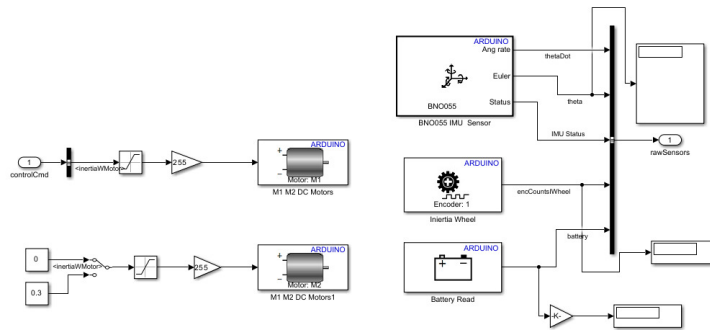 ARDUINO
Ang rate
thetaDot
Euler
theta
Status
BNO055
IMU Status
BNO055 IMU Sensor
1
rawSensors
1
controlCmd
<inertiaWMotor>
255
ARDUINO
Motor: M1
M1 M2 DC Motors
ARDUINO
Encoder: 1
encCountsIWheel
Iniertia Wheel
battery
0
<inertiaWMotor>
0.3
255
ARDUINO
Motor: M2
M1 M2 DC Motors1
ARDUINO
Battery Read
-K-